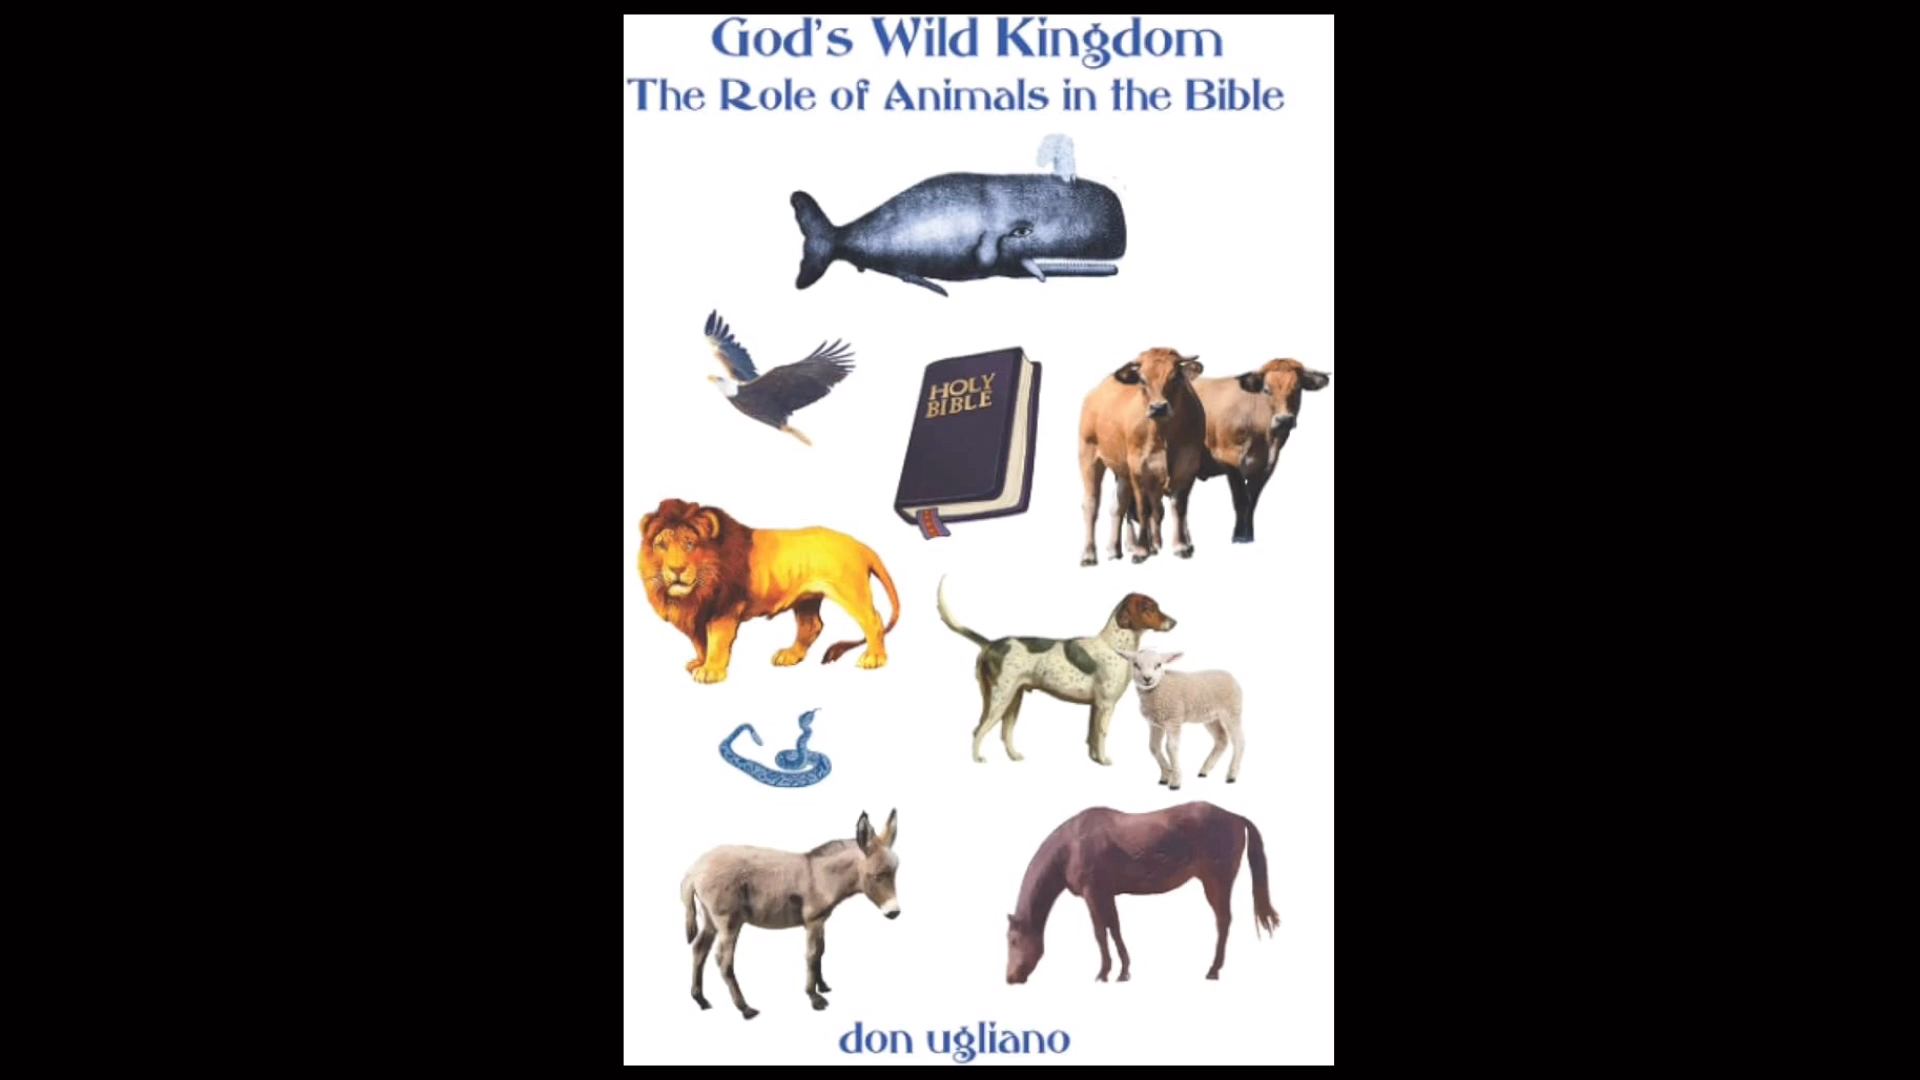 God's Wild Kingdom
The Role of Animals in the Bible
HOLY
BIBLE
don ugliano